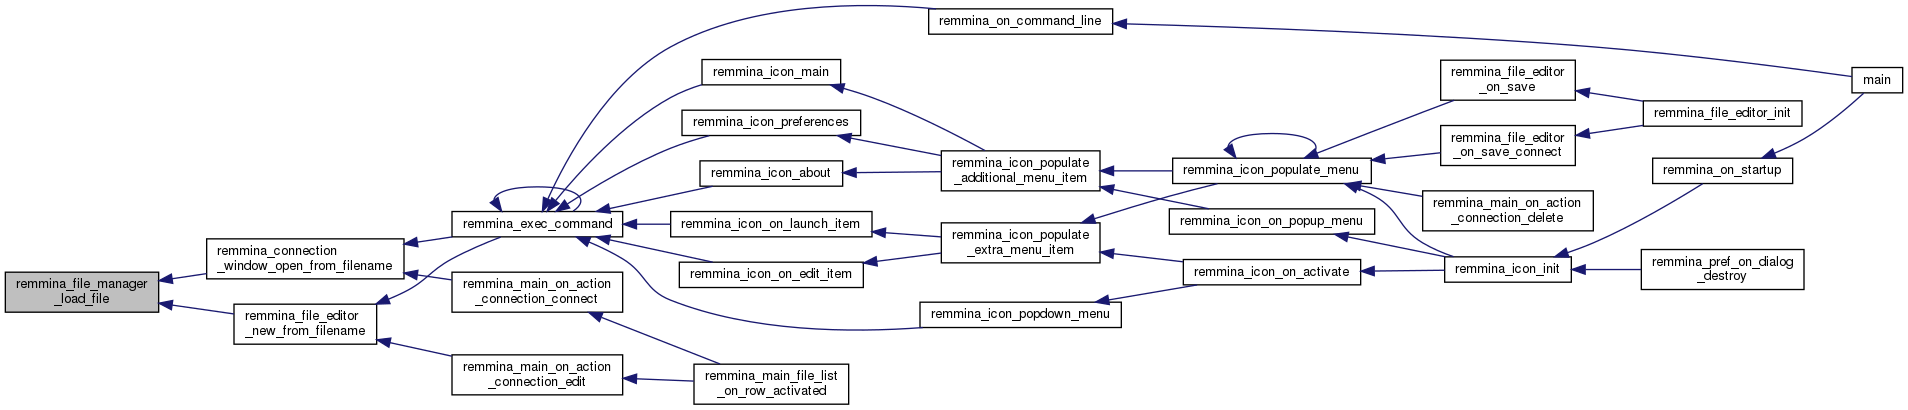 remmina_file_manager
_load_file
remmina_connection
_window_open_from_filename
remmina_file_editor
_new_from_filename
remmina_exec_command
remmina_main_on_action
_connection_connect
remmina_main_on_action
_connection_edit
remmina_on_command_line
remmina_icon_main
remmina_icon_preferences
remmina_icon_about
remmina_icon_on_launch_item
remmina_icon_on_edit_item
remmina_icon_popdown_menu
remmina_main_file_list
_on_row_activated
remmina_icon_populate
_additional_menu_item
remmina_icon_populate
_extra_menu_item
remmina_icon_populate_menu
remmina_icon_on_popup_menu
remmina_icon_on_activate
remmina_file_editor
_on_save
remmina_file_editor
_on_save_connect
remmina_main_on_action
_connection_delete
remmina_icon_init
remmina_file_editor_init
remmina_on_startup
remmina_pref_on_dialog
_destroy
main